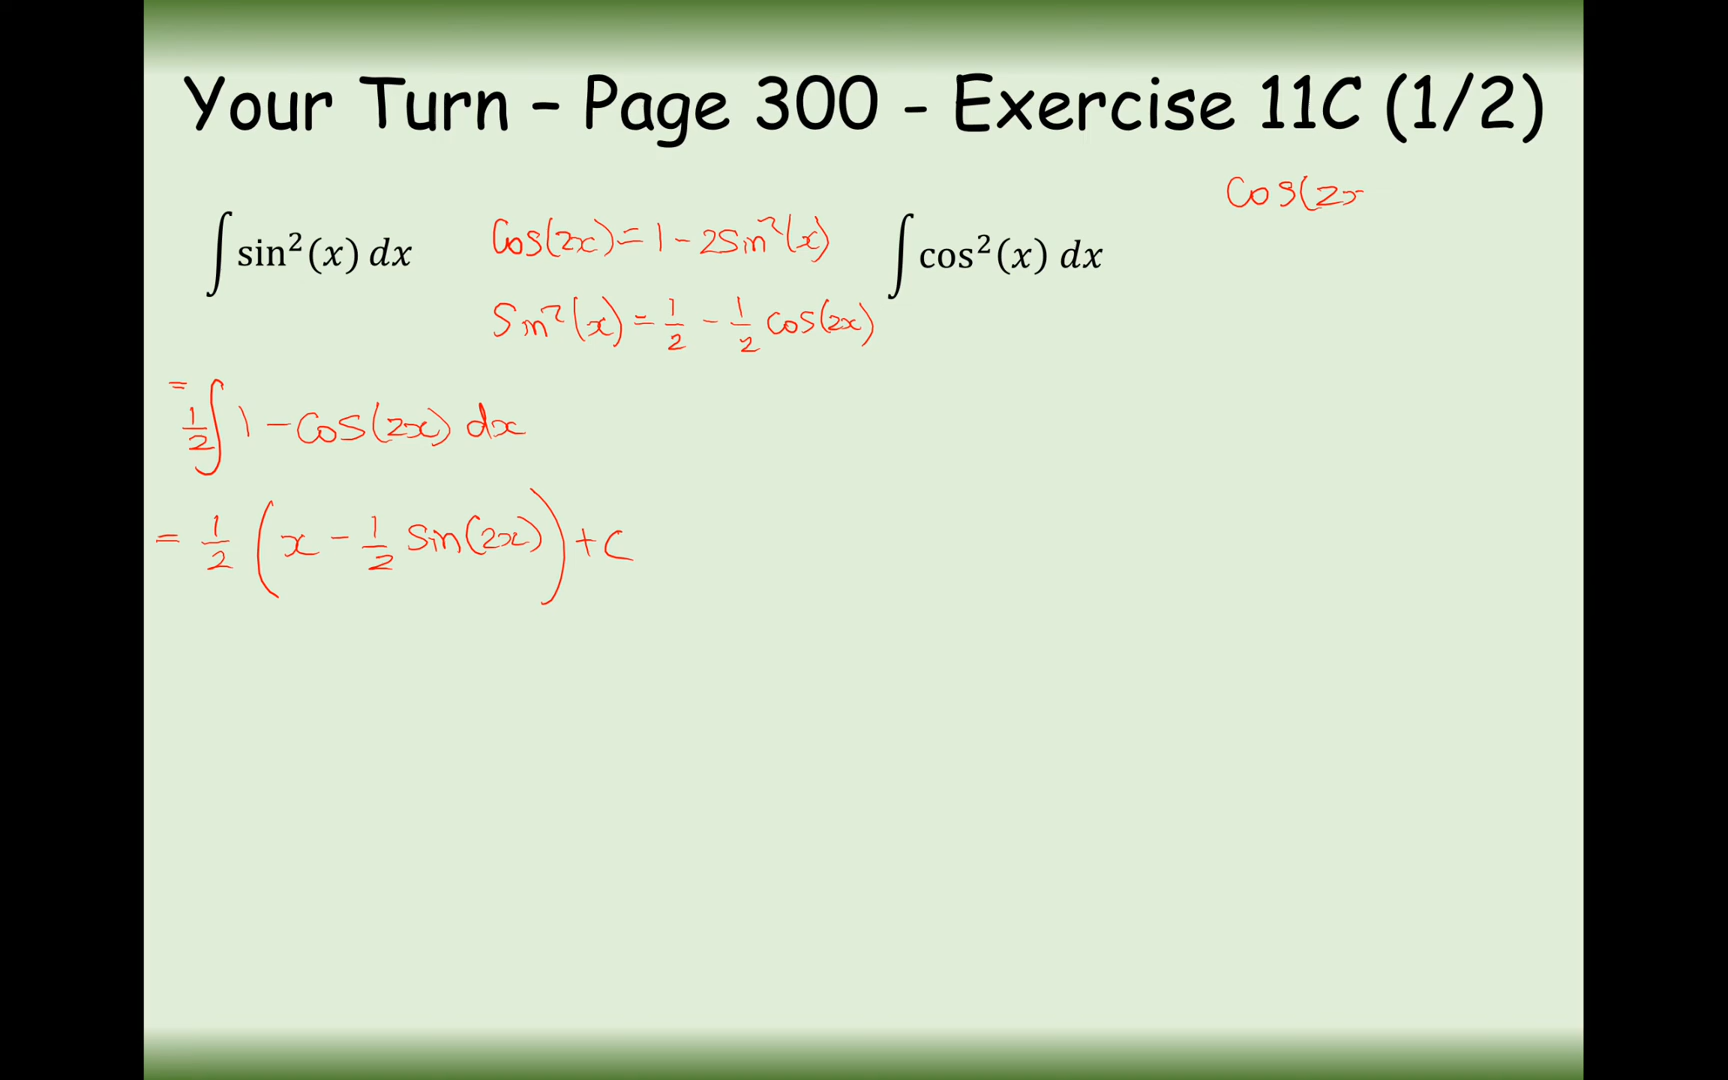 Your Turn – Page 300 - Exercise 11C (1/2)
∫ sin²(x) dx
Cos(2x) = 1 - 2Sin²(x)
Sin²(x) = 1/2 - 1/2 cos(2x)
= 1/2 ∫ 1 - Cos(2x) dx
= 1/2 (x - 1/2 Sin(2x)) + C
Cos(2x
∫ cos²(x) dx